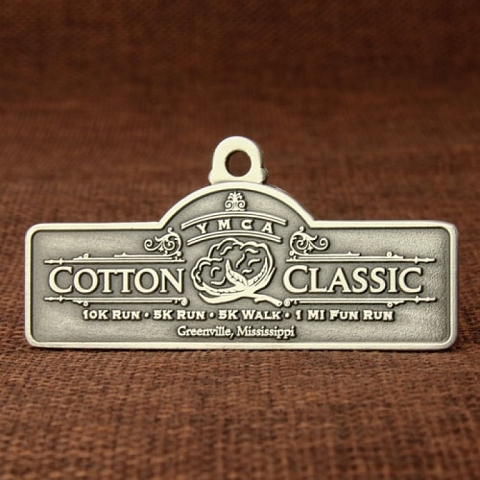 YMCA
COTTON CLASSIC
10K RUN • 5K RUN • 5K WALK • 1 MI FUN RUN
Greenville, Mississippi